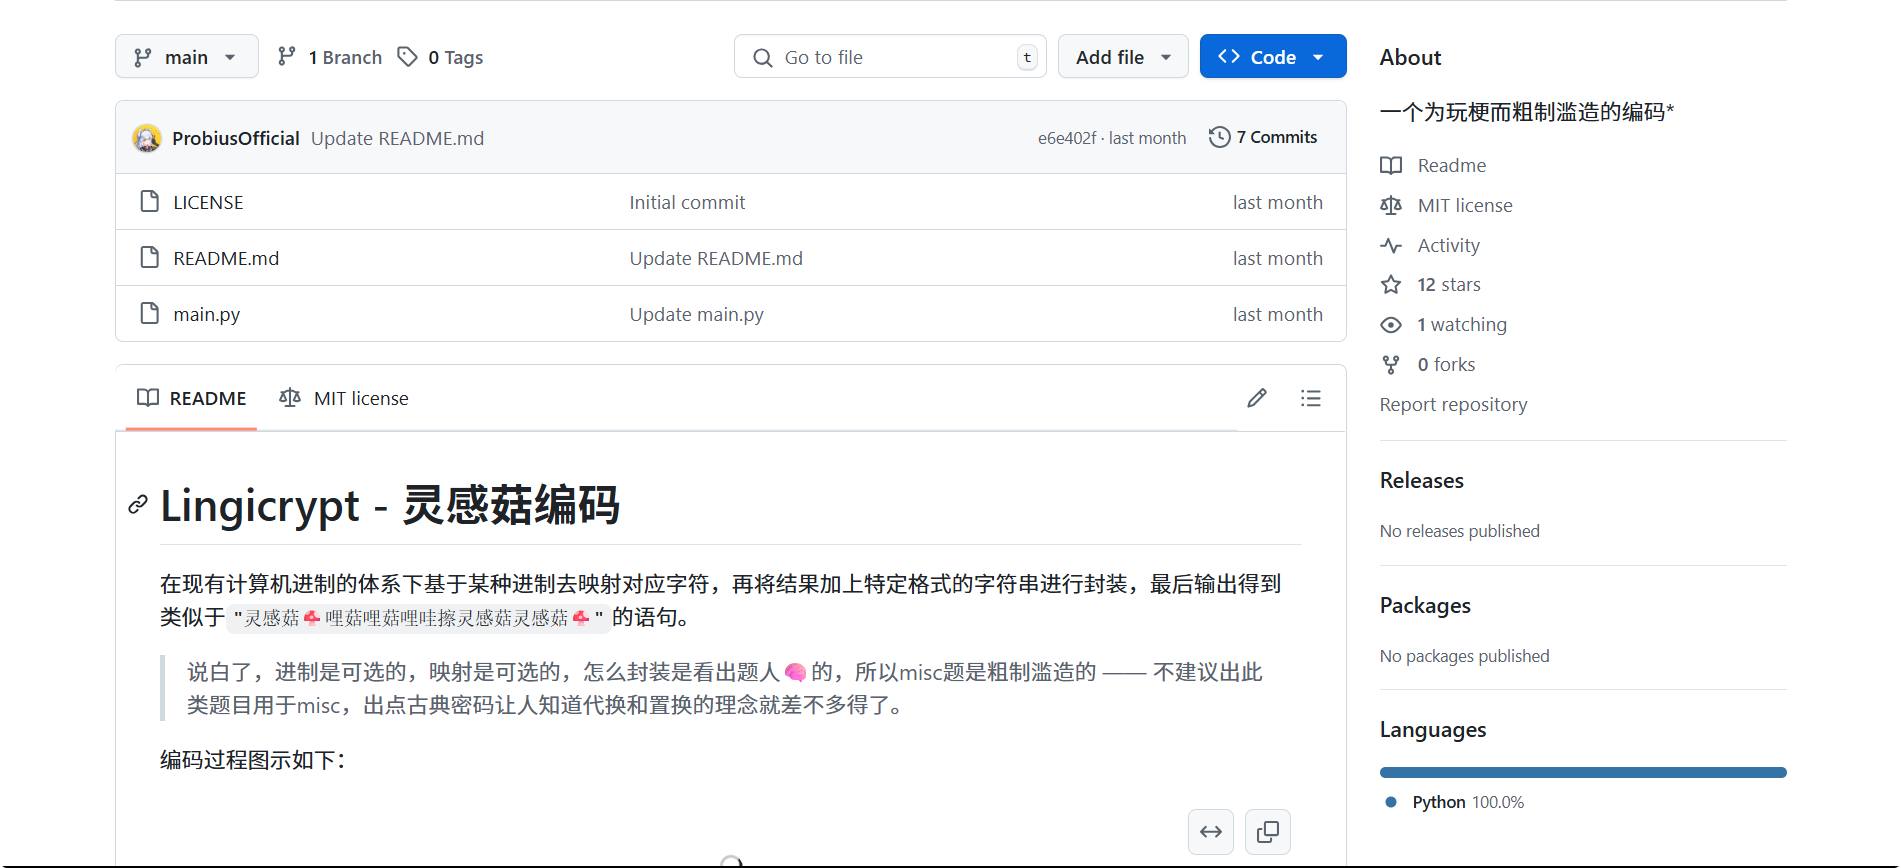 main
1 Branch
0 Tags
Go to file
t
Add file
Code
ProbiusOfficial Update README.md
e6e402f · last month
7 Commits
LICENSE
Initial commit
last month
README.md
Update README.md
last month
main.py
Update main.py
last month
README
MIT license
Lingicrypt - 灵感菇编码
在现有计算机进制的体系下基于某种进制去映射对应字符，再将结果加上特定格式的字符串进行封装，最后输出得到
类似于 "灵感菇🍄哩菇哩菇哩哇擦灵感菇灵感菇🍄" 的语句。
说白了，进制是可选的，映射是可选的，怎么封装是看出题人🧠的，所以misc题是粗制滥造的 —— 不建议出此
类题目用于misc，出点古典密码让人知道代换和置换的理念就差不多得了。
编码过程图示如下：
About
一个为玩梗而粗制滥造的编码*
Readme
MIT license
Activity
12 stars
1 watching
0 forks
Report repository
Releases
No releases published
Packages
No packages published
Languages
Python 100.0%